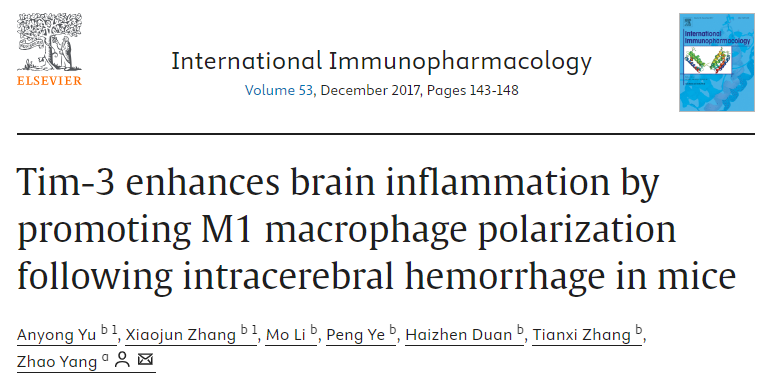 ELSEVIER
International Immunopharmacology
Volume 53, December 2017, Pages 143-148
International
Immunopharmacology
Tim-3 enhances brain inflammation by
promoting M1 macrophage polarization
following intracerebral hemorrhage in mice
Anyong Yu b 1, Xiaojun Zhang b 1, Mo Li b, Peng Ye b, Haizhen Duan b, Tianxi Zhang b,
Zhao Yang a